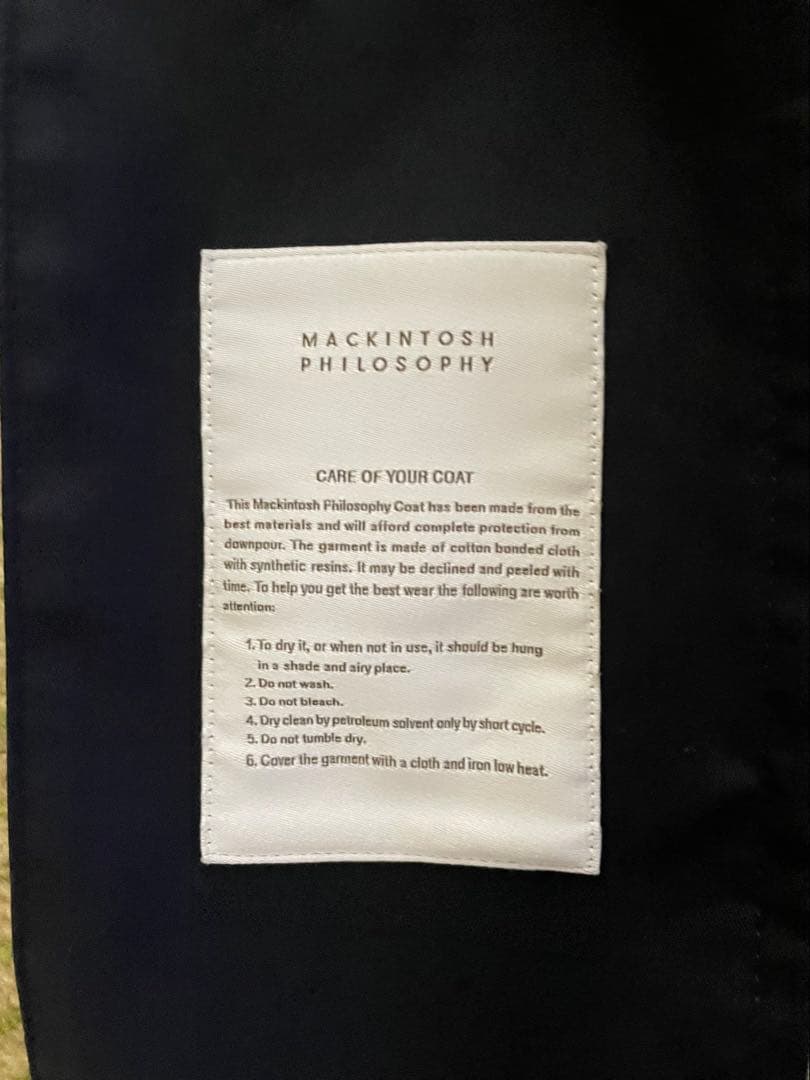 MACKINTOSH
PHILOSOPHY
CARE OF YOUR COAT
This Mackintosh Philosophy Coat has been made from the
best materials and will afford complete protection from
downpour. The garment is made of cotton bonded cloth
with synthetic resins. It may be declined and peeled with
time. To help you get the best wear the following are worth
attention:
1. To dry it, or when not in use, it should be hung
in a shade and airy place.
2. Do not wash.
3. Do not bleach.
4. Dry clean by petroleum solvent only by short cycle.
5. Do not tumble dry.
6. Cover the garment with a cloth and iron low heat.